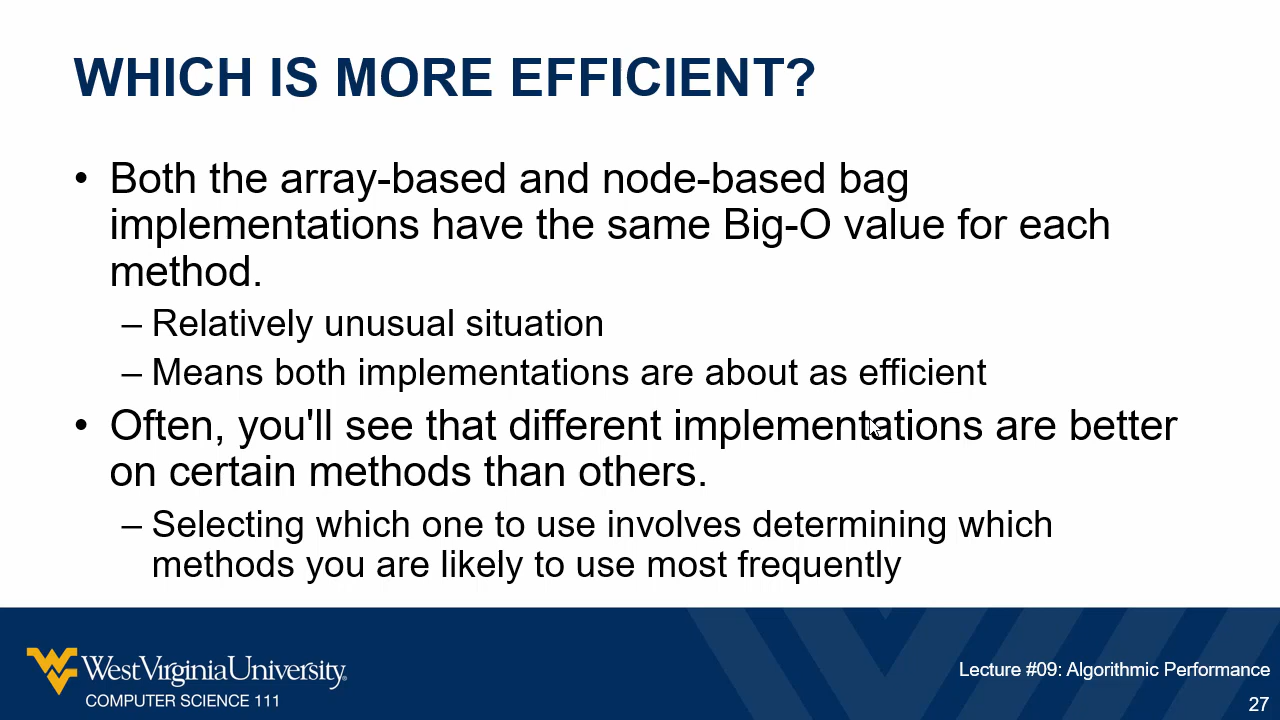 WHICH IS MORE EFFICIENT?
• Both the array-based and node-based bag
implementations have the same Big-O value for each
method.
– Relatively unusual situation
– Means both implementations are about as efficient
• Often, you'll see that different implementations are better
on certain methods than others.
– Selecting which one to use involves determining which
methods you are likely to use most frequently
WestVirginiaUniversity.
COMPUTER SCIENCE 111
Lecture #09: Algorithmic Performance
27